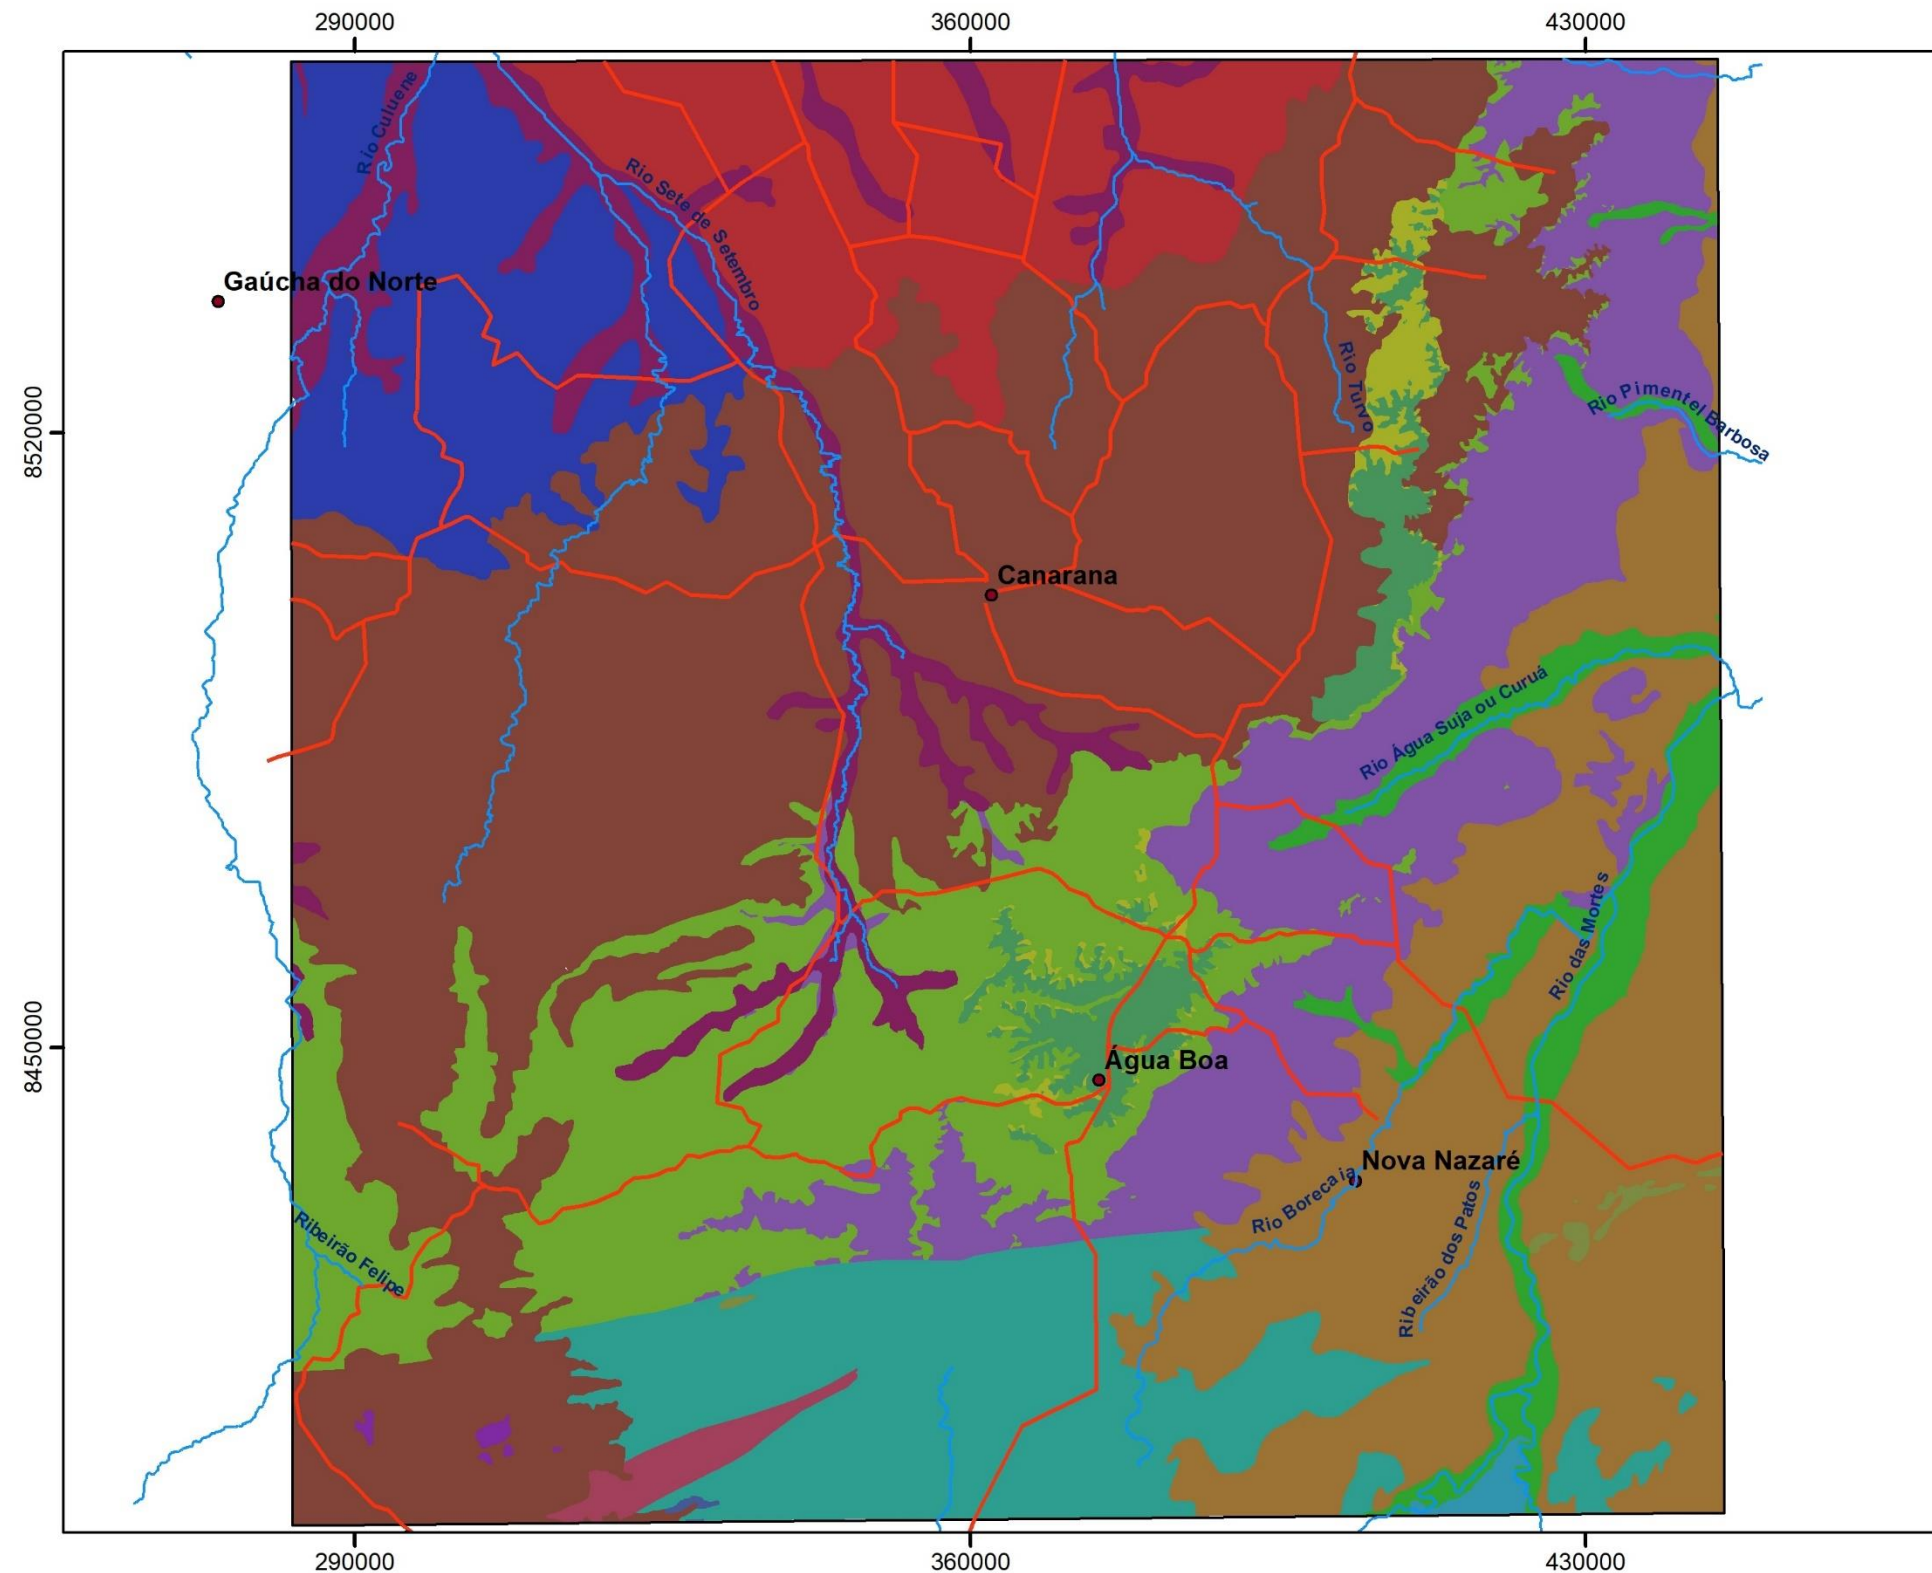 290000
360000
430000
Rio Culuene
Rio Sete de Setembro
Gaúcha do Norte
Rio Turvo
Rio Pimentel Barbosa
8520000
Canarana
Rio Água Suja ou Curuá
Rio das Mortes
8450000
Água Boa
Nova Nazaré
Rio Borecaia
Ribeirão dos Patos
Ribeirão Felipe
290000
360000
430000